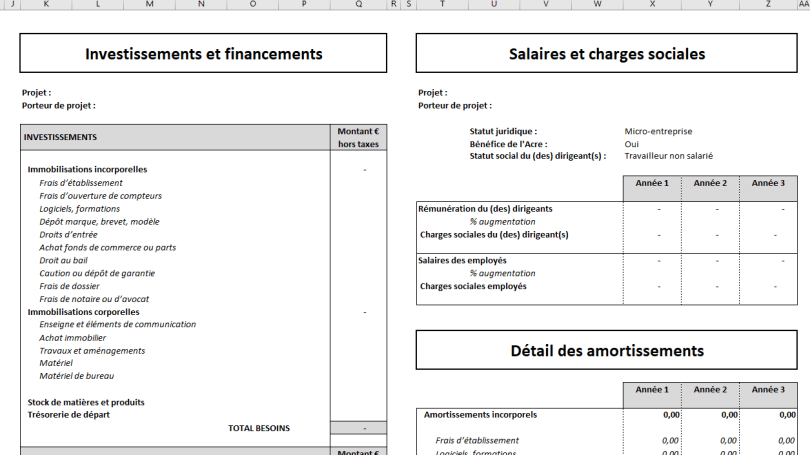 J K L M N O P Q R S T U V W X Y Z AA
Investissements et financements
Projet :
Porteur de projet :
INVESTISSEMENTS Montant €
hors taxes
Immobilisations incorporelles -
Frais d'établissement
Frais d'ouverture de compteurs
Logiciels, formations
Dépôt marque, brevet, modèle
Droits d'entrée
Achat fonds de commerce ou parts
Droit au bail
Caution ou dépôt de garantie
Frais de dossier
Frais de notaire ou d'avocat
Immobilisations corporelles -
Enseigne et éléments de communication
Achat immobilier
Travaux et aménagements
Matériel
Matériel de bureau
Stock de matières et produits
Trésorerie de départ
TOTAL BESOINS -
Montant €
Salaires et charges sociales
Projet :
Porteur de projet :
Statut juridique : Micro-entreprise
Bénéfice de l'Acre : Oui
Statut social du (des) dirigeant(s) : Travailleur non salarié
Année 1 Année 2 Année 3
Rémunération du (des) dirigeants - - -
% augmentation
Charges sociales du (des) dirigeant(s) - - -
Salaires des employés - - -
% augmentation
Charges sociales employés - - -
Détail des amortissements
Année 1 Année 2 Année 3
Amortissements incorporels 0,00 0,00 0,00
Frais d'établissement 0,00 0,00 0,00
Logiciels, formations 0,00 0,00 0,00